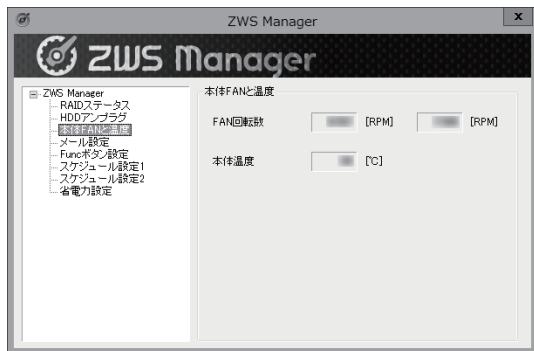 ZWS Manager
x
ZWS Manager
ZWS Manager
RAIDステータス
HDDアンプラグ
本体FANと温度
メール設定
Funcボタン設定
スケジュール設定1
スケジュール設定2
省電力設定
本体FANと温度
FAN回転数 [RPM] [RPM]
本体温度 [℃]